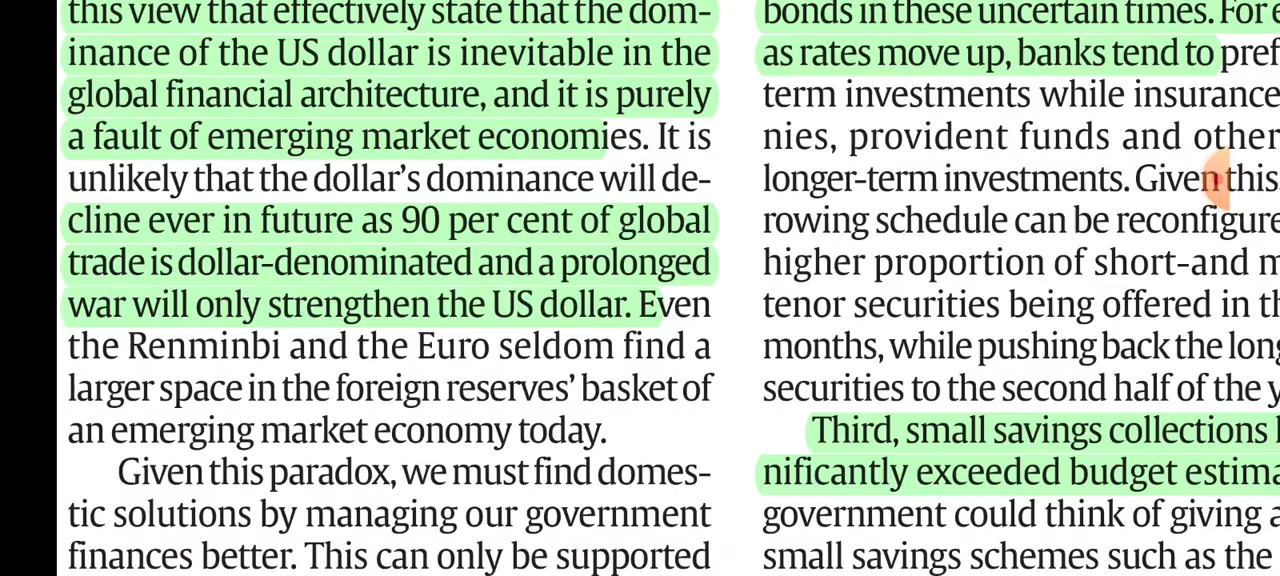 this view that effectively state that the dom-
inance of the US dollar is inevitable in the
global financial architecture, and it is purely
a fault of emerging market economies. It is
unlikely that the dollar's dominance will de-
cline ever in future as 90 per cent of global
trade is dollar-denominated and a prolonged
war will only strengthen the US dollar. Even
the Renminbi and the Euro seldom find a
larger space in the foreign reserves' basket of
an emerging market economy today.
Given this paradox, we must find domes-
tic solutions by managing our government
finances better. This can only be supported
bonds in these uncertain times. For
as rates move up, banks tend to
term investments while insurance
nies, provident funds and other
longer-term investments. Given this
rowing schedule can be
higher proportion of short-and
tenor securities being offered in
months, while pushing back the
securities to the second half of the
Third, small savings collections
nificantly exceeded budget
government could think of giving
small savings schemes such as the